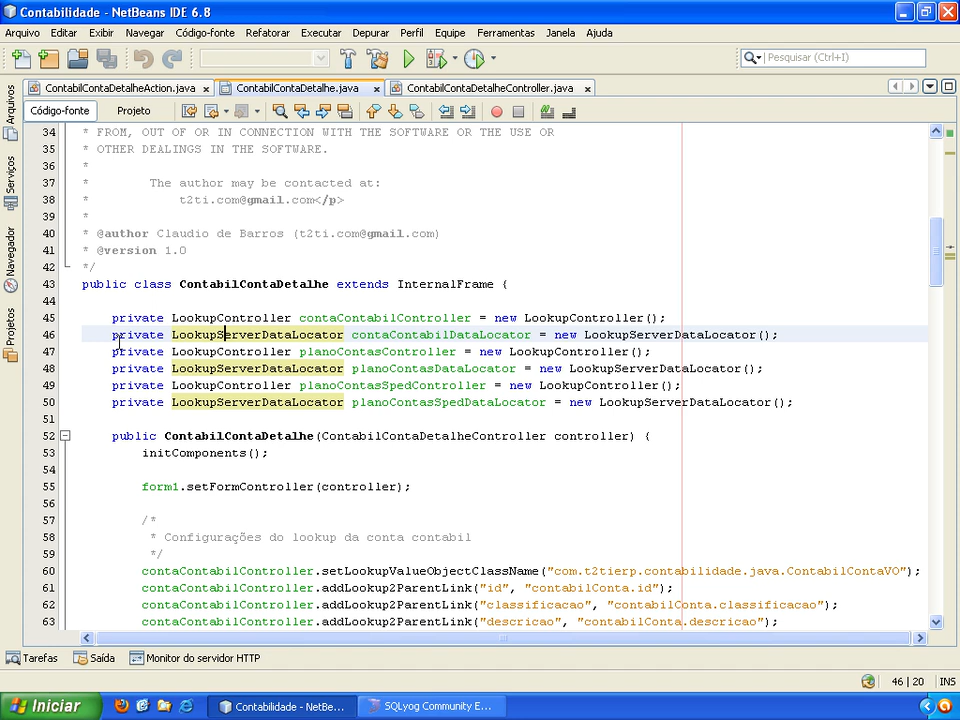 Contabilidade - NetBeans IDE 6.8
Arquivo Editar Exibir Navegar Código-fonte Refatorar Executar Depurar Perfil Equipe Ferramentas Janela Ajuda
Pesquisar (Ctrl+I)
ContabilContaDetalheAction.java ContabilContaDetalhe.java ContabilContaDetalheController.java
Código-fonte Projeto
Arquivos
Serviços
Navegador
Projetos
34 * FROM, OUT OF OR IN CONNECTION WITH THE SOFTWARE OR THE USE OR
35 * OTHER DEALINGS IN THE SOFTWARE.
36 *
37 * The author may be contacted at:
38 * t2ti.com@gmail.com</p>
39 *
40 * @author Claudio de Barros (t2ti.com@gmail.com)
41 * @version 1.0
42 */
43 public class ContabilContaDetalhe extends InternalFrame {
44
45 private LookupController contaContabilController = new LookupController();
46 private LookupServerDataLocator contaContabilDataLocator = new LookupServerDataLocator();
47 private LookupController planoContasController = new LookupController();
48 private LookupServerDataLocator planoContasDataLocator = new LookupServerDataLocator();
49 private LookupController planoContasSpedController = new LookupController();
50 private LookupServerDataLocator planoContasSpedDataLocator = new LookupServerDataLocator();
51
52 public ContabilContaDetalhe(ContabilContaDetalheController controller) {
53 initComponents();
54
55 form1.setFormController(controller);
56
57 /*
58 * Configurações do lookup da conta contabil
59 */
60 contaContabilController.setLookupValueObjectClassName("com.t2tierp.contabilidade.java.ContabilContaVO");
61 contaContabilController.addLookup2ParentLink("id", "contabilConta.id");
62 contaContabilController.addLookup2ParentLink("classificacao", "contabilConta.classificacao");
63 contaContabilController.addLookup2ParentLink("descricao", "contabilConta.descricao");
Tarefas Saída Monitor do servidor HTTP
46 | 20 INS
Iniciar Contabilidade - NetBe... SQLyog Community E...